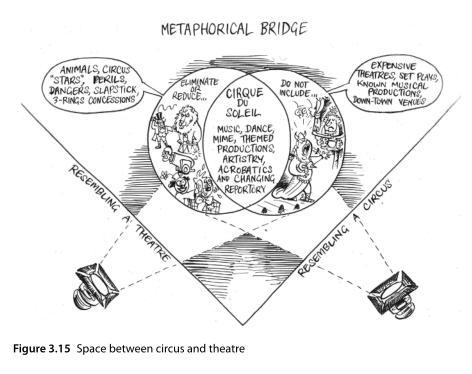 METAPHORICAL BRIDGE
ANIMALS, CIRCUS
"STARS", PERILS,
DANGERS, SLAPSTICK,
3-RINGS CONCESSIONS
ELIMINATE
OR
REDUCE...
CIRQUE
DU
SOLEIL
MUSIC, DANCE,
MIME, THEMED
PRODUCTIONS,
ARTISTRY,
ACROBATICS
AND CHANGING
REPORTORY
DO NOT
INCLUDE...
EXPENSIVE
THEATRES, SET PLAYS,
KNOWN MUSICAL
PRODUCTIONS,
DOWN-TOWN VENUES
RESEMBLING A THEATRE
RESEMBLING A CIRCUS
Figure 3.15 Space between circus and theatre